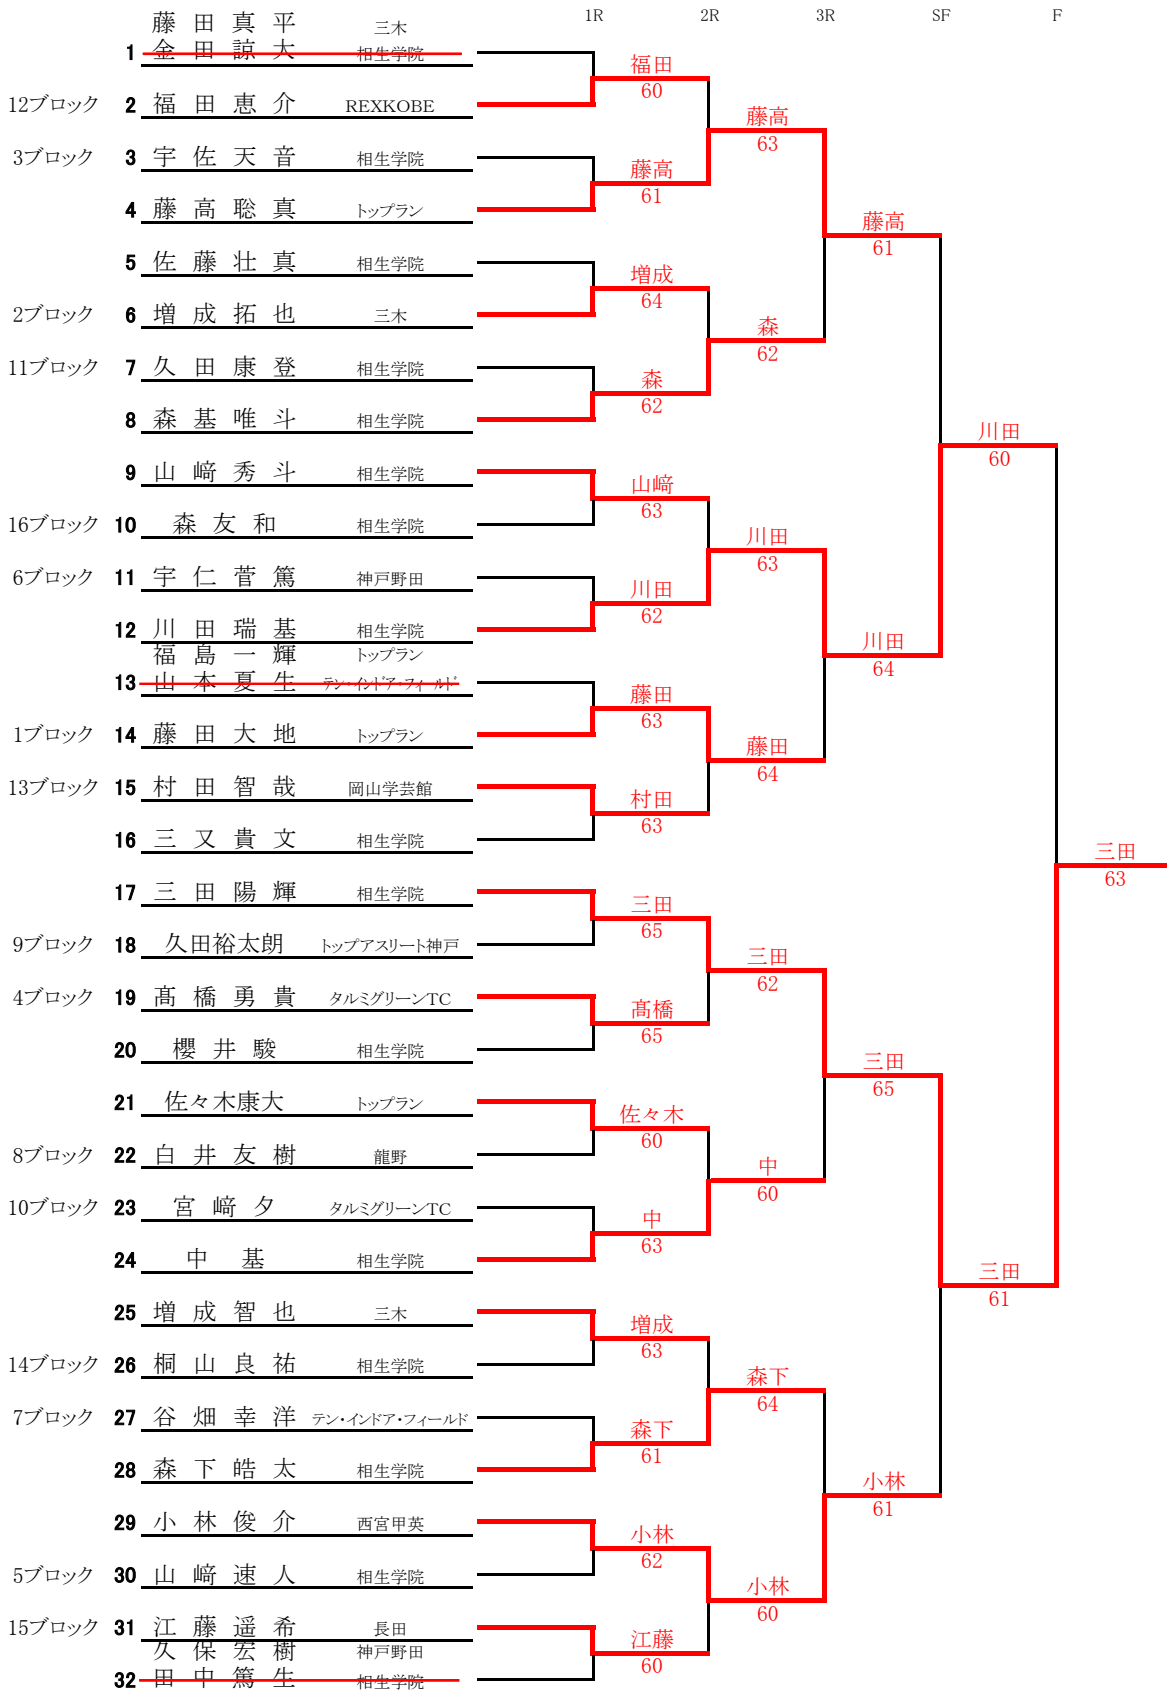 1R 2R 3R SF F
藤田真平 三木
1 金田諒大 相生学院
福田
60
12ブロック 2 福田恵介 REXKOBE
藤高
63
3ブロック 3 宇佐天音 相生学院
藤高
61
4 藤高聡真 トップラン
藤高
61
5 佐藤壮真 相生学院
増成
64
2ブロック 6 増成拓也 三木
森
62
11ブロック 7 久田康登 相生学院
森
62
8 森基唯斗 相生学院
川田
60
9 山﨑秀斗 相生学院
山﨑
63
16ブロック 10 森友和 相生学院
川田
63
6ブロック 11 宇仁菅篤 神戸野田
川田
62
12 川田瑞基 相生学院
川田
64
福島一輝 トップラン
13 山本夏生 テン・インドア・フィールド
藤田
63
1ブロック 14 藤田大地 トップラン
藤田
64
13ブロック 15 村田智哉 岡山学芸館
村田
63
16 三又貴文 相生学院
三田
63
17 三田陽輝 相生学院
三田
65
9ブロック 18 久田裕太朗 トップアスリート神戸
三田
62
4ブロック 19 髙橋勇貴 タルミグリーンTC
髙橋
65
20 櫻井駿 相生学院
三田
65
21 佐々木康大 トップラン
佐々木
60
8ブロック 22 白井友樹 龍野
中
60
10ブロック 23 宮﨑夕 タルミグリーンTC
中
63
24 中基 相生学院
三田
61
25 増成智也 三木
増成
63
14ブロック 26 桐山良祐 相生学院
森下
64
7ブロック 27 谷畑幸洋 テン・インドア・フィールド
森下
61
28 森下皓太 相生学院
小林
61
29 小林俊介 西宮甲英
小林
62
5ブロック 30 山﨑速人 相生学院
小林
60
15ブロック 31 江藤遥希 長田
江藤
60
久保宏樹 神戸野田
32 田中篤生 相生学院